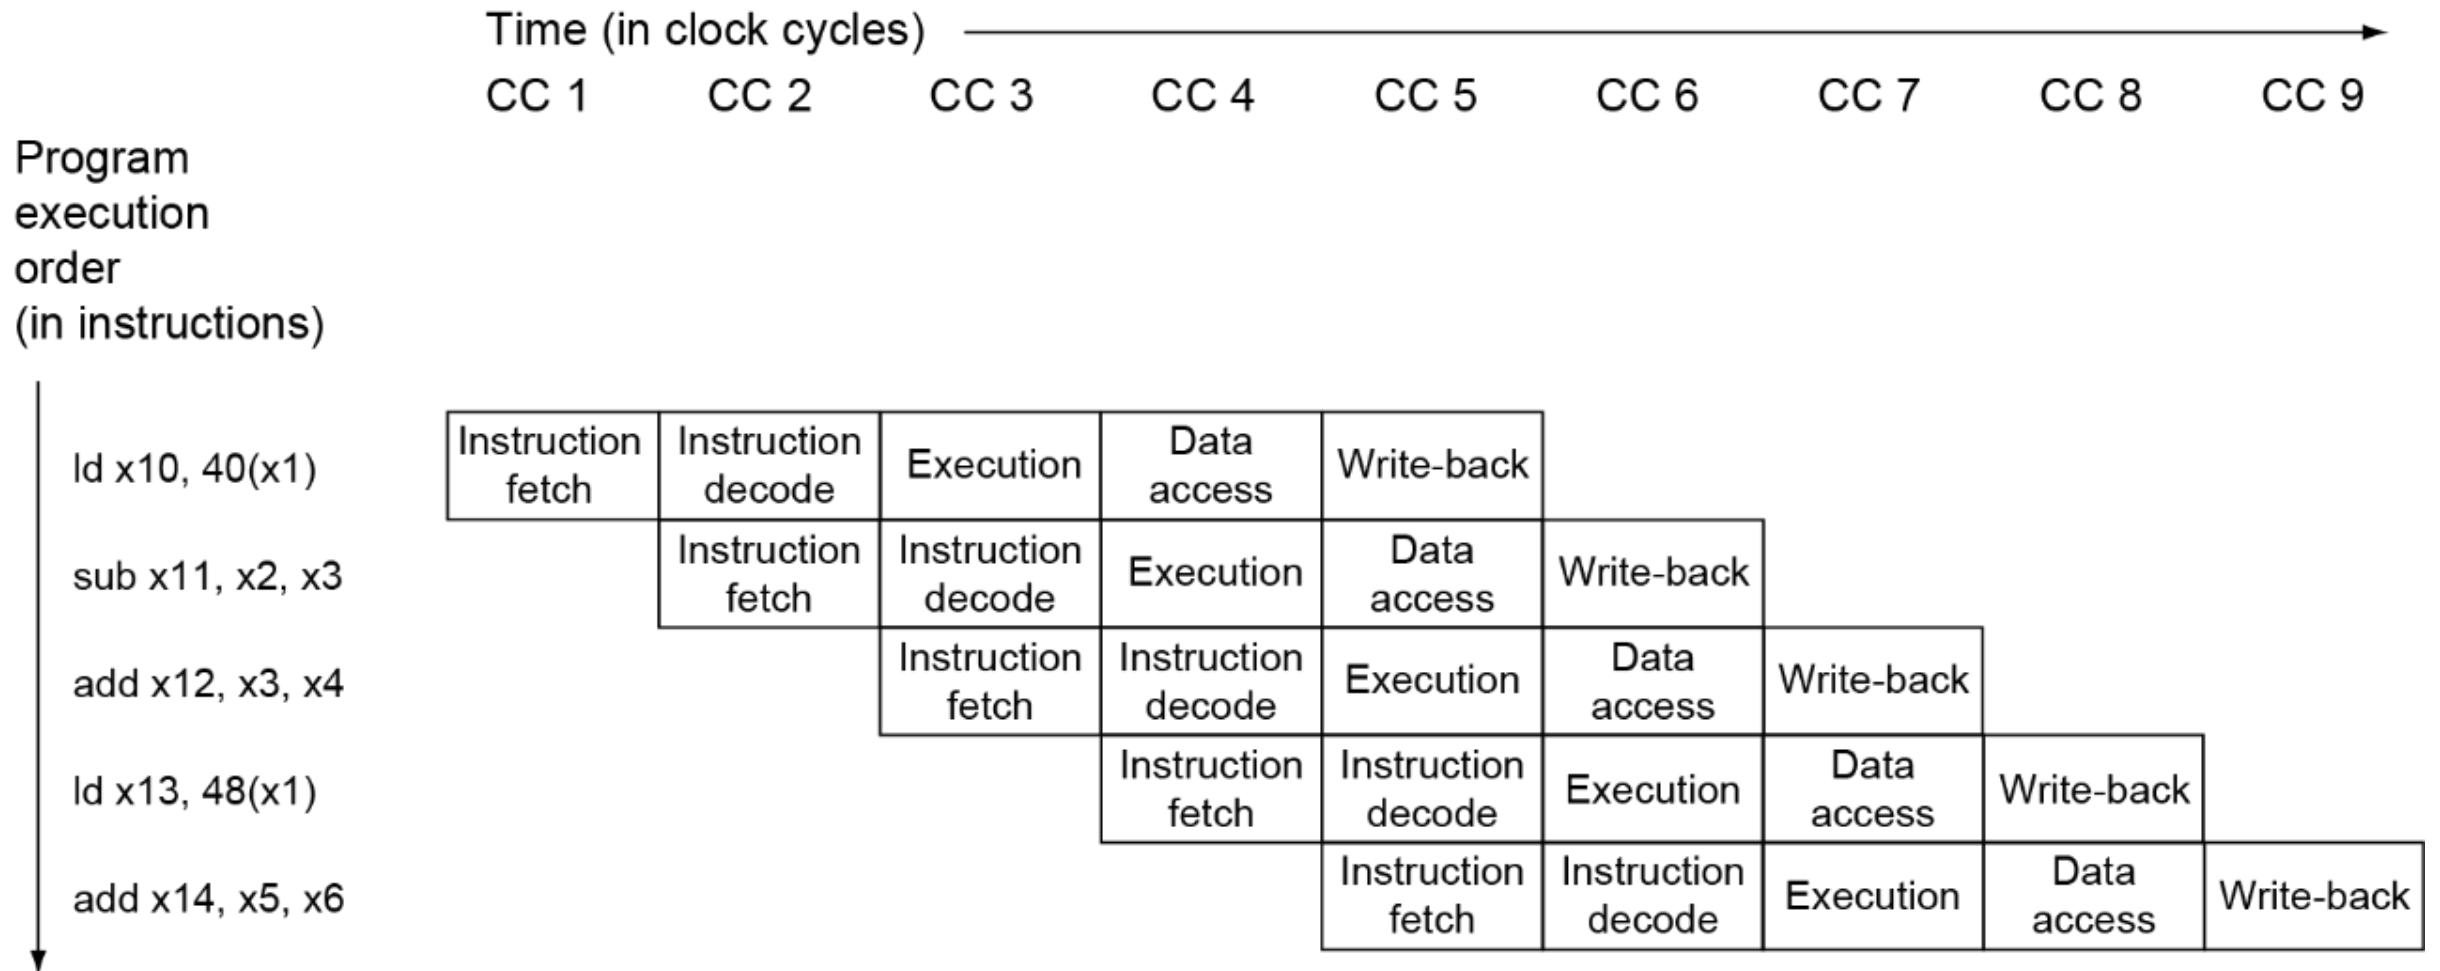 Time (in clock cycles)
CC 1 CC 2 CC 3 CC 4 CC 5 CC 6 CC 7 CC 8 CC 9
Program
execution
order
(in instructions)
ld x10, 40(x1)
Instruction
fetch
Instruction
decode
Execution
Data
access
Write-back
sub x11, x2, x3
Instruction
fetch
Instruction
decode
Execution
Data
access
Write-back
add x12, x3, x4
Instruction
fetch
Instruction
decode
Execution
Data
access
Write-back
ld x13, 48(x1)
Instruction
fetch
Instruction
decode
Execution
Data
access
Write-back
add x14, x5, x6
Instruction
fetch
Instruction
decode
Execution
Data
access
Write-back